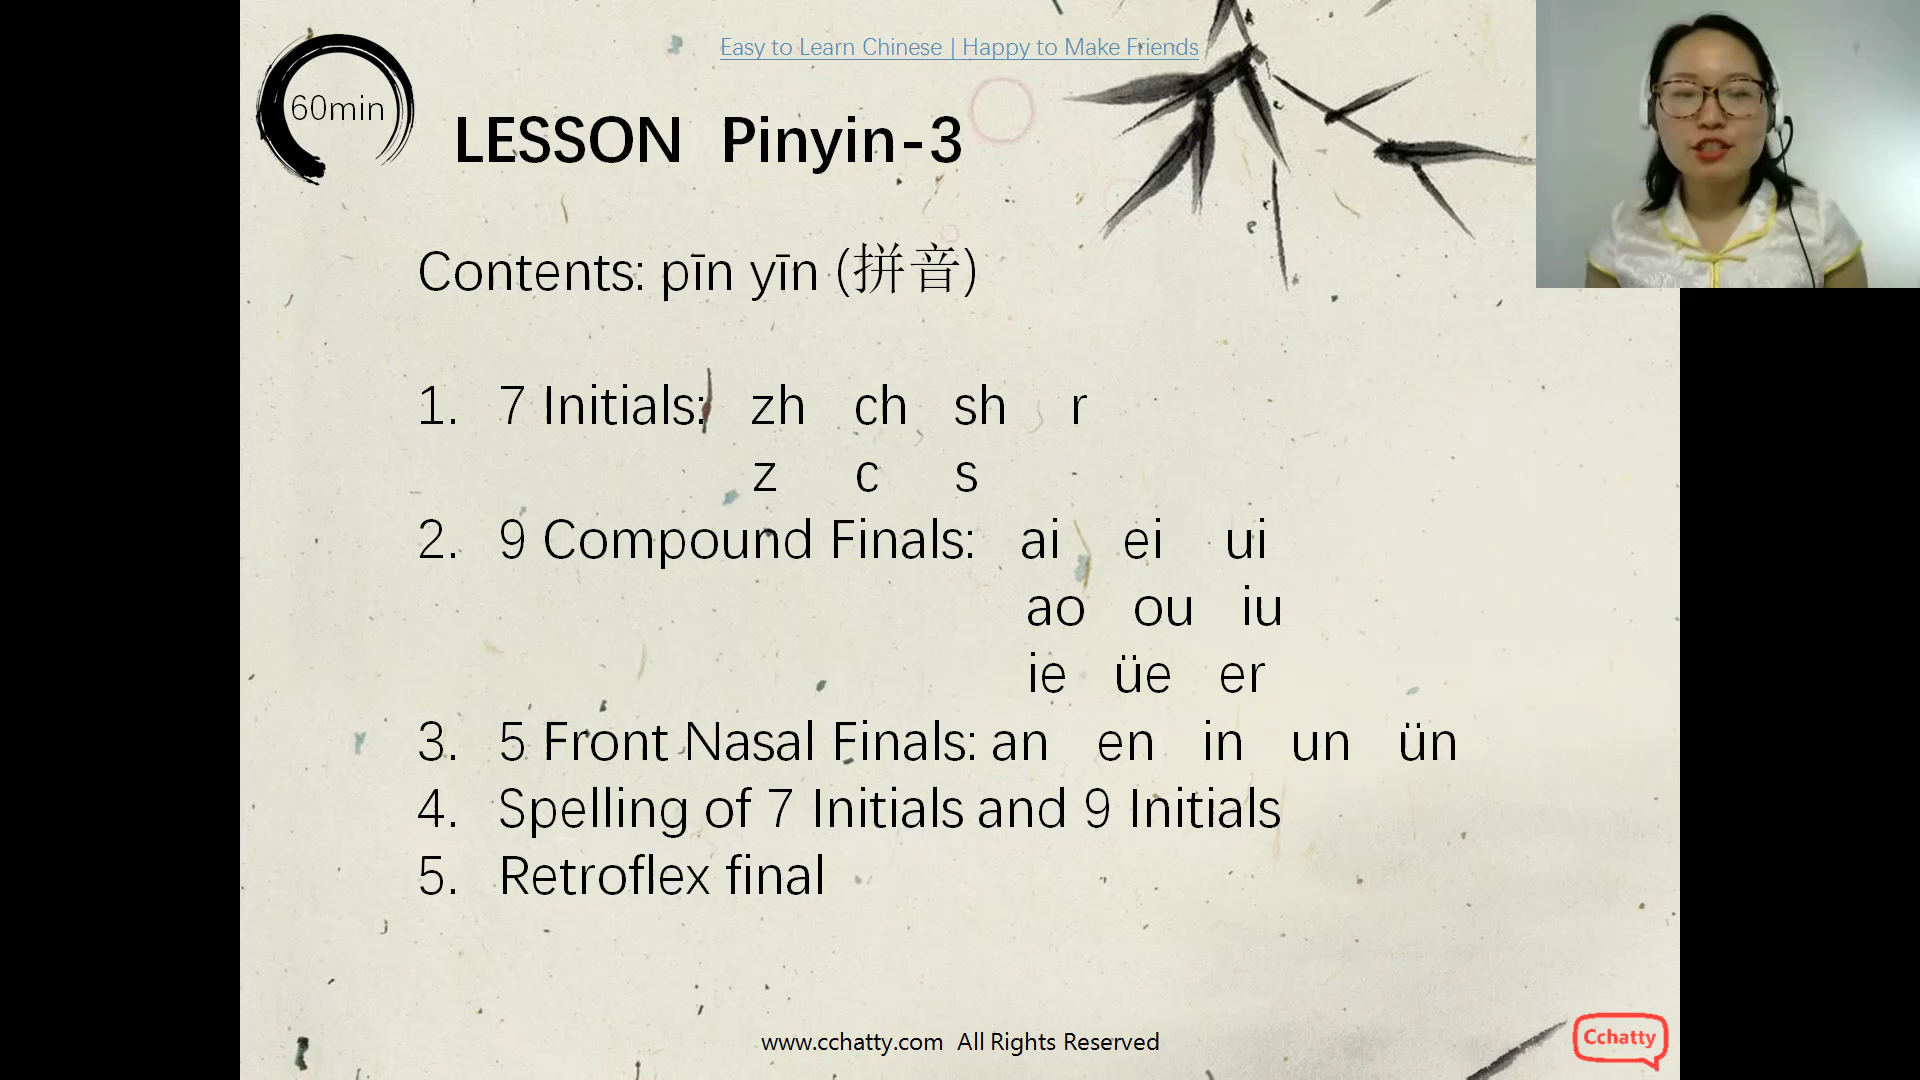 Easy to Learn Chinese | Happy to Make Friends
60min
LESSON Pinyin-3
Contents: pīn yīn (拼音)
1. 7 Initials: zh ch sh r
z c s
2. 9 Compound Finals: ai ei ui
ao ou iu
ie üe er
3. 5 Front Nasal Finals: an en in un ün
4. Spelling of 7 Initials and 9 Initials
5. Retroflex final
www.cchatty.com All Rights Reserved
Cchatty